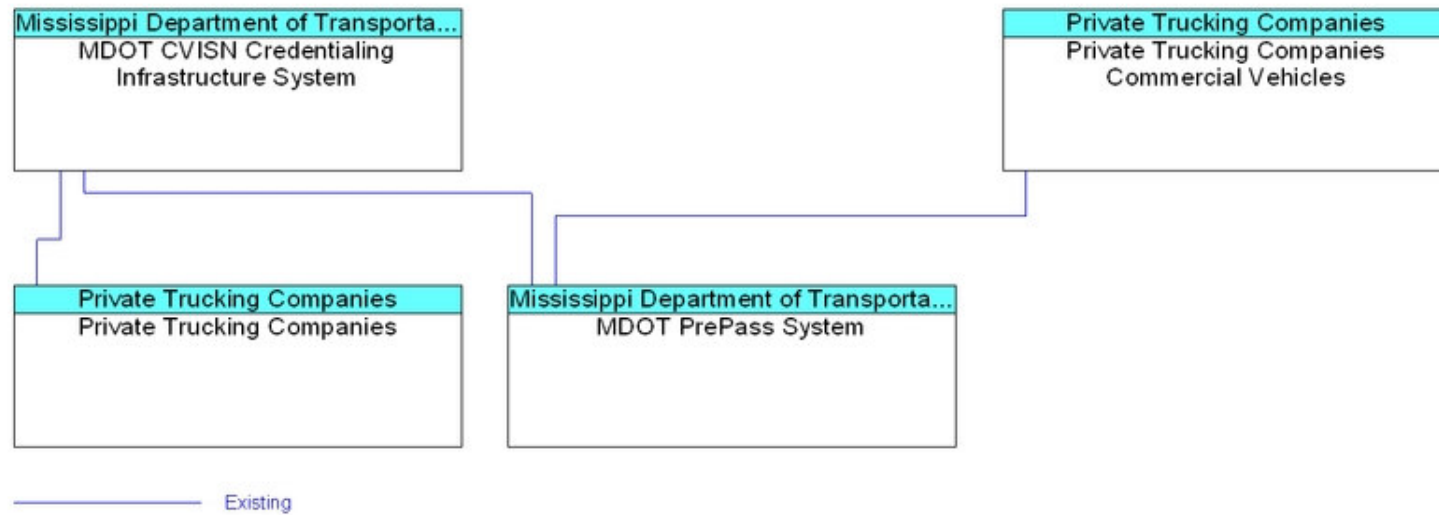 Mississippi Department of Transporta...
MDOT CVISN Credentialing
Infrastructure System
Private Trucking Companies
Private Trucking Companies
Commercial Vehicles
Private Trucking Companies
Private Trucking Companies
Mississippi Department of Transporta...
MDOT PrePass System
Existing